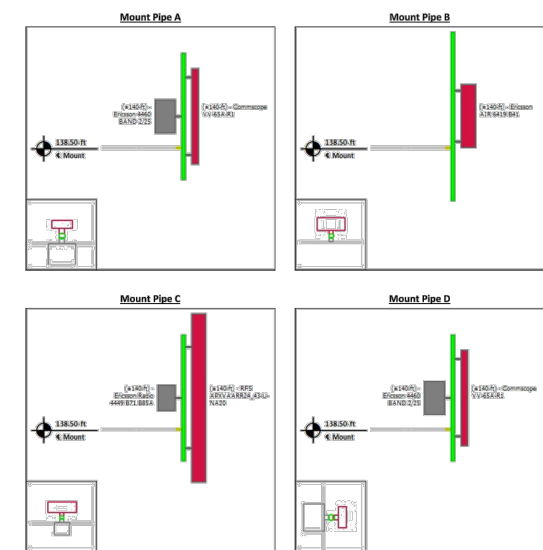 Mount Pipe A
(±140-ft) -
Ericsson 4460
BAND 2/25
(±140-ft) - Commscope
VV-65A-R1
138.50-ft
Mount
Mount Pipe B
(±140-ft) - Ericsson
AIR 6419 B41
138.50-ft
Mount
Mount Pipe C
(±140-ft) -
Ericsson Radio
4449 B71 B85A
(±140-ft) - RFS
APXVAARR24_43-U-
NA20
138.50-ft
Mount
Mount Pipe D
(±140-ft) -
Ericsson 4460
BAND 2/25
(±140-ft) - Commscope
VV-65A-R1
138.50-ft
Mount